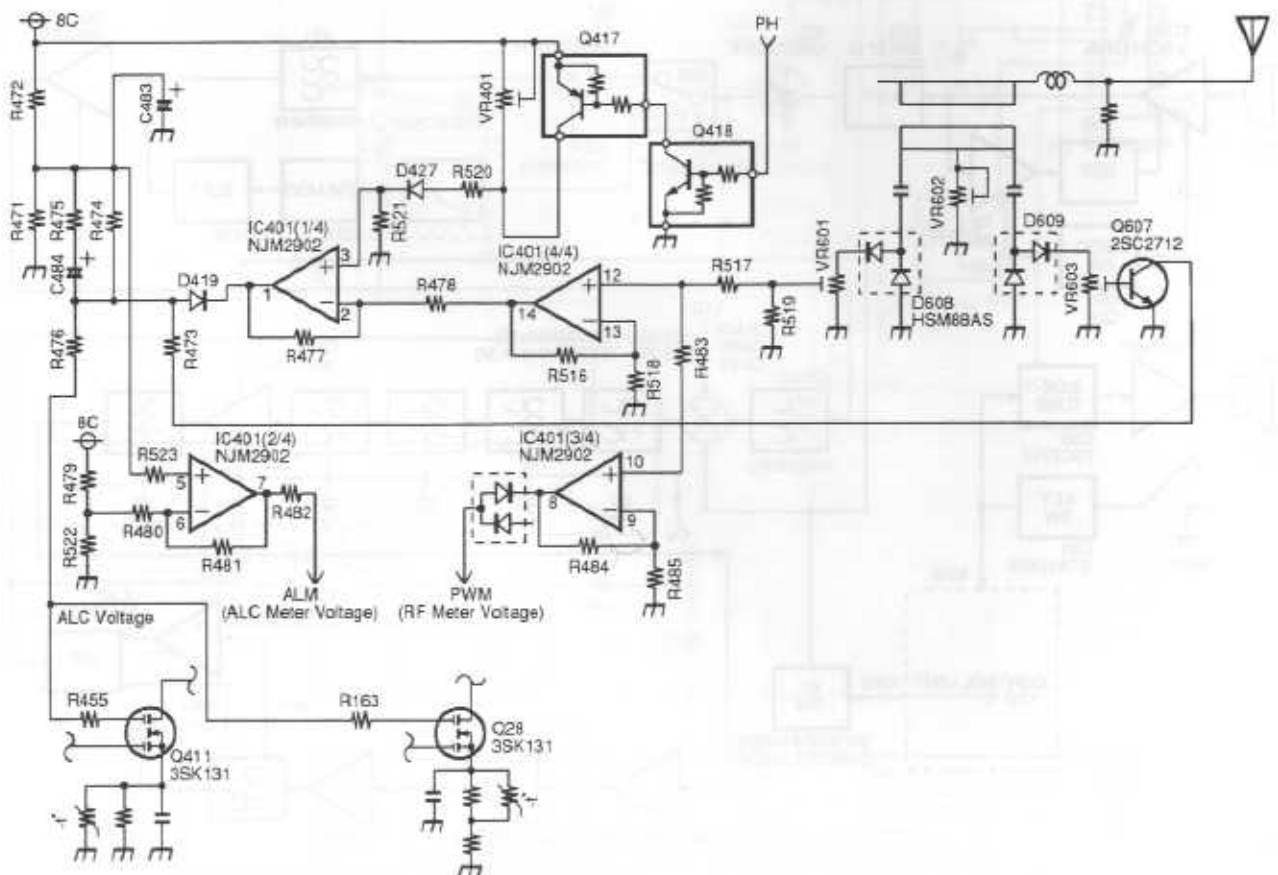 8C
Q417
PH
R472
C483
+
VR401
Q418
D427
R520
R471
R475
R474
R521
IC401(1/4)
NJM2902
IC401(4/4)
NJM2902
VR602
D609
Q607
2SC2712
C484
+
D419
3
+
1
-
2
R478
12
+
14
-
13
R517
VR601
R519
D608
HSM88AS
VR603
R476
R473
R477
R516
R518
R483
8C
IC401(2/4)
NJM2902
IC401(3/4)
NJM2902
R479
R523
5
+
7
-
6
R482
R480
R481
R522
10
+
8
-
9
R484
R485
ALM
(ALC Meter Voltage)
PWM
(RF Meter Voltage)
ALC Voltage
R455
Q411
3SK131
R163
Q28
3SK131
-t°
-t°